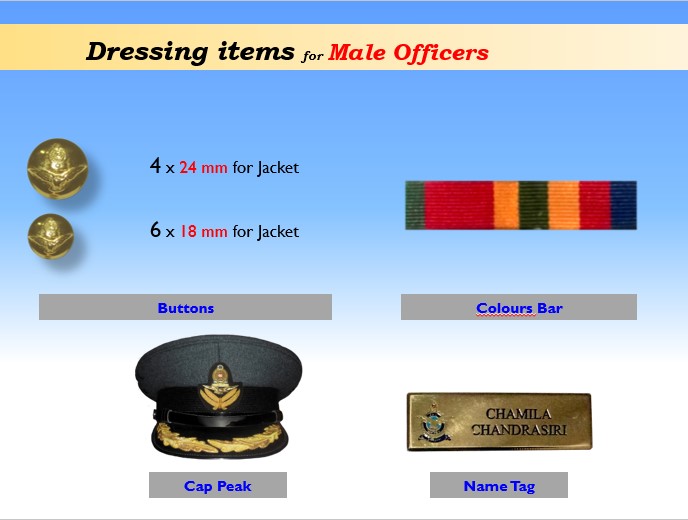 Dressing items for Male Officers
4 x 24 mm for Jacket
6 x 18 mm for Jacket
Buttons
Colours Bar
CHAMILA
CHANDRASIRI
Cap Peak
Name Tag